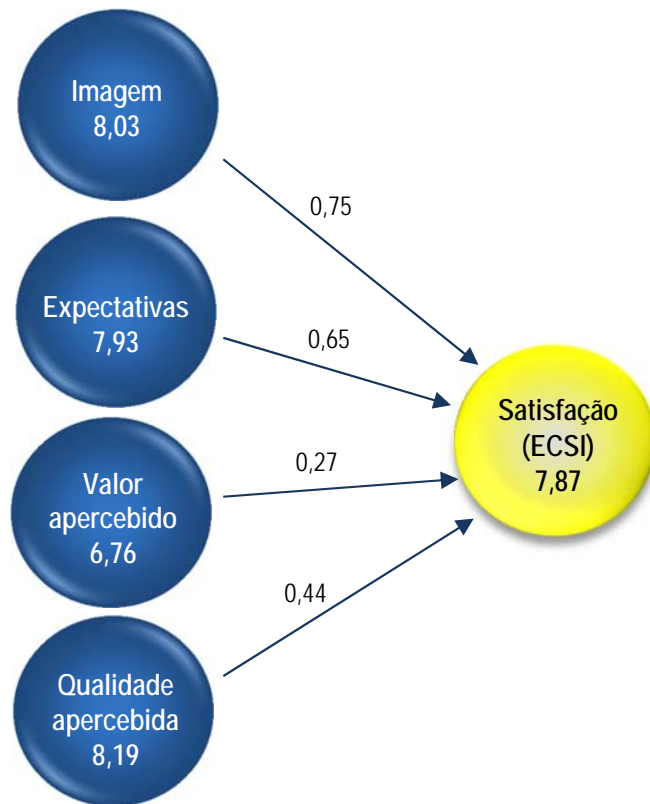 Imagem
8,03
0,75
Expectativas
7,93
0,65
Satisfação
(ECSI)
7,87
Valor
apercebido
6,76
0,27
0,44
Qualidade
apercebida
8,19